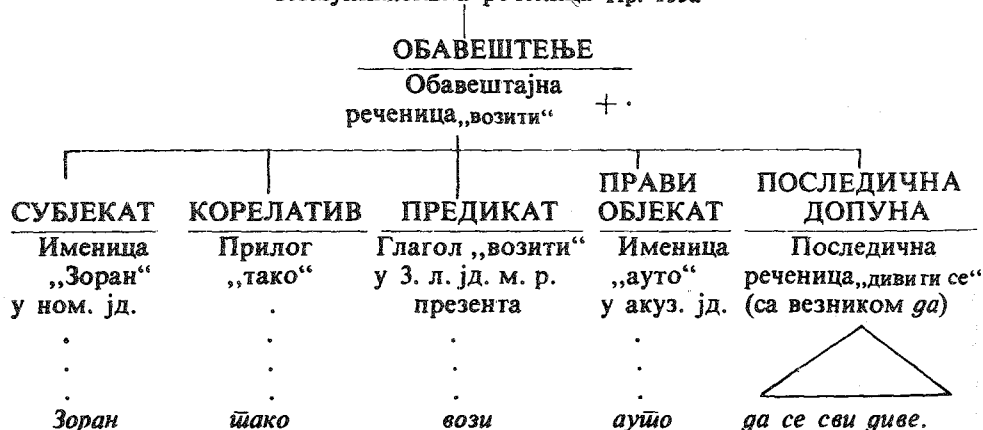 ОБАВЕШТЕЊЕ
Обавештајна
реченица„возити“ + .
ПРАВИ ПОСЛЕДИЧНА
СУБЈЕКАТ КОРЕЛАТИВ ПРЕДИКАТ ОБЈЕКАТ ДОПУНА
Именица Прилог Глагол „возити“ Именица Последична
„Зоран“ „тако“ у 3. л. јд. м. р. „ауто“ реченица„дивити се“
у ном. јд. . презента у акуз. јд. (са везником да)
Зоран тако вози ауто да се сви диве.